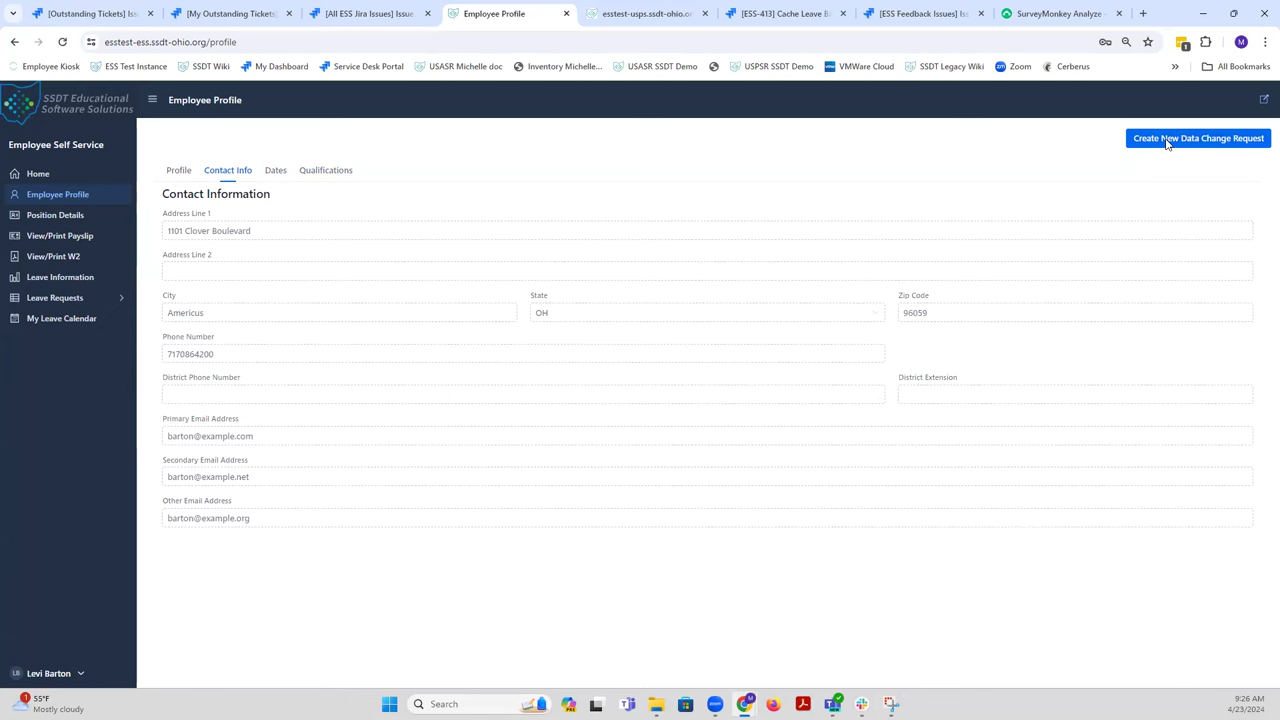 [Outstanding Tickets] Iss
[My Outstanding Tickets]
[All ESS Jira Issues] Issue
Employee Profile
esstest-usps.ssdt-ohio.or
[ESS-413] Cache Leave B
[ESS Feedback Issues] Iss
SurveyMonkey Analyze -
esstest-ess.ssdt-ohio.org/profile
1
M
Employee Kiosk
ESS Test Instance
SSDT Wiki
My Dashboard
Service Desk Portal
USASR Michelle doc
Inventory Michelle...
USASR SSDT Demo
USPSR SSDT Demo
VMWare Cloud
SSDT Legacy Wiki
Zoom
Cerberus
»
All Bookmarks
SSDT Educational
Software Solutions
Employee Profile
Employee Self Service
Create New Data Change Request
Home
Employee Profile
Position Details
View/Print Payslip
View/Print W2
Leave Information
Leave Requests
My Leave Calendar
Profile
Contact Info
Dates
Qualifications
Contact Information
Address Line 1
1101 Clover Boulevard
Address Line 2
City
State
Zip Code
Americus
OH
96059
Phone Number
7170864200
District Phone Number
District Extension
Primary Email Address
barton@example.com
Secondary Email Address
barton@example.net
Other Email Address
barton@example.org
LB
Levi Barton
1
55°F
Mostly cloudy
Search
zoom
9:26 AM
4/23/2024